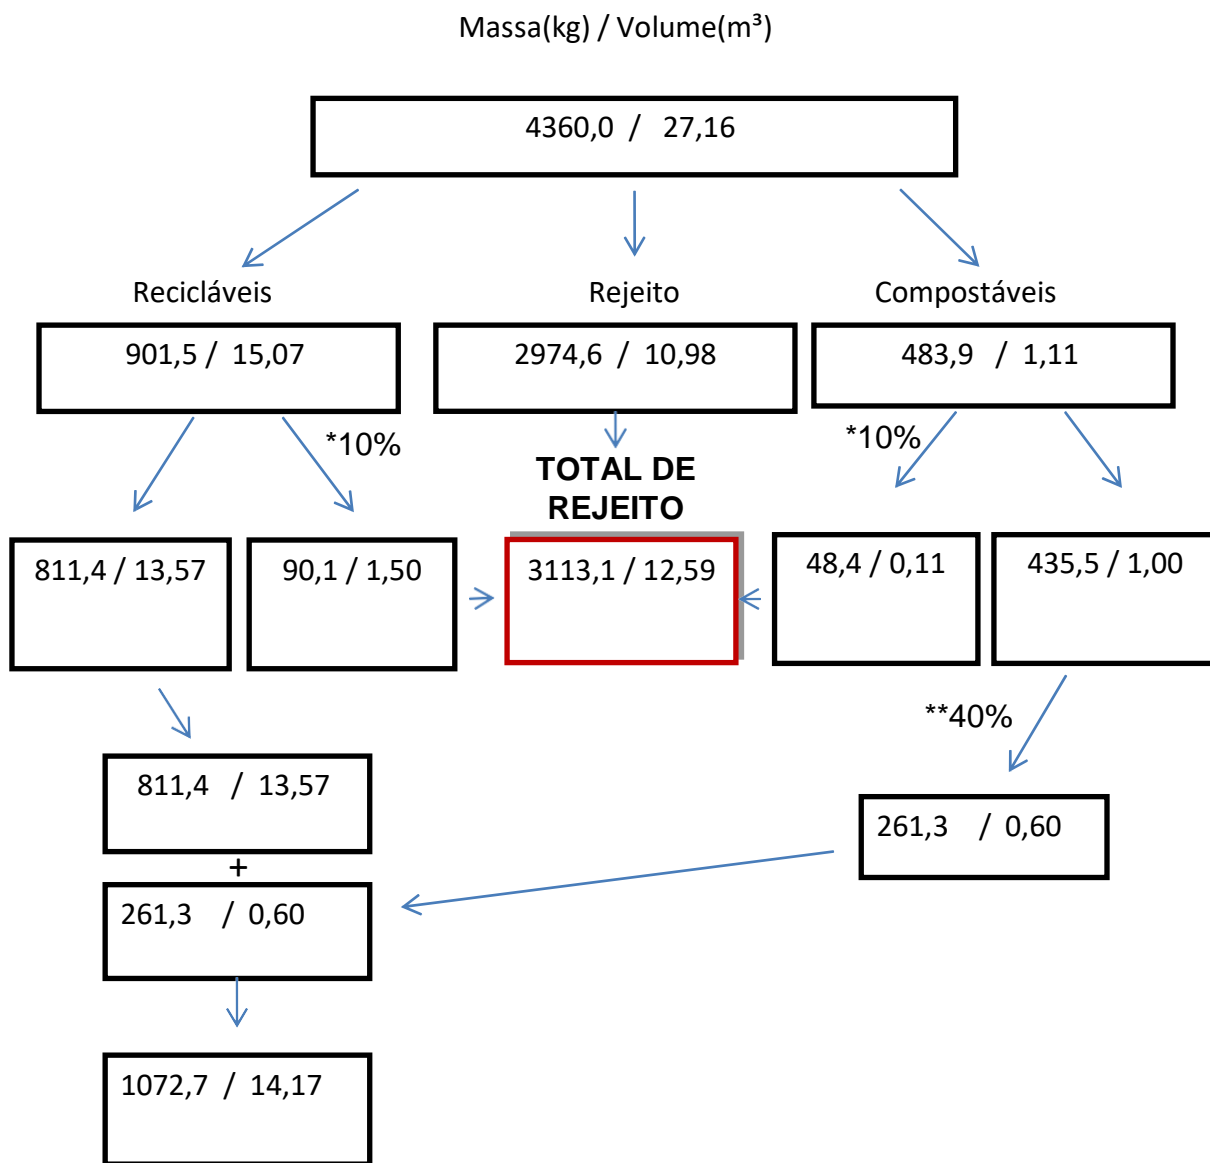 Massa(kg) / Volume(m³)
4360,0 / 27,16
Recicláveis
Rejeito
Compostáveis
901,5 / 15,07
2974,6 / 10,98
483,9 / 1,11
*10%
*10%
TOTAL DE
REJEITO
811,4 / 13,57
90,1 / 1,50
3113,1 / 12,59
48,4 / 0,11
435,5 / 1,00
**40%
811,4 / 13,57
261,3 / 0,60
+
261,3 / 0,60
1072,7 / 14,17